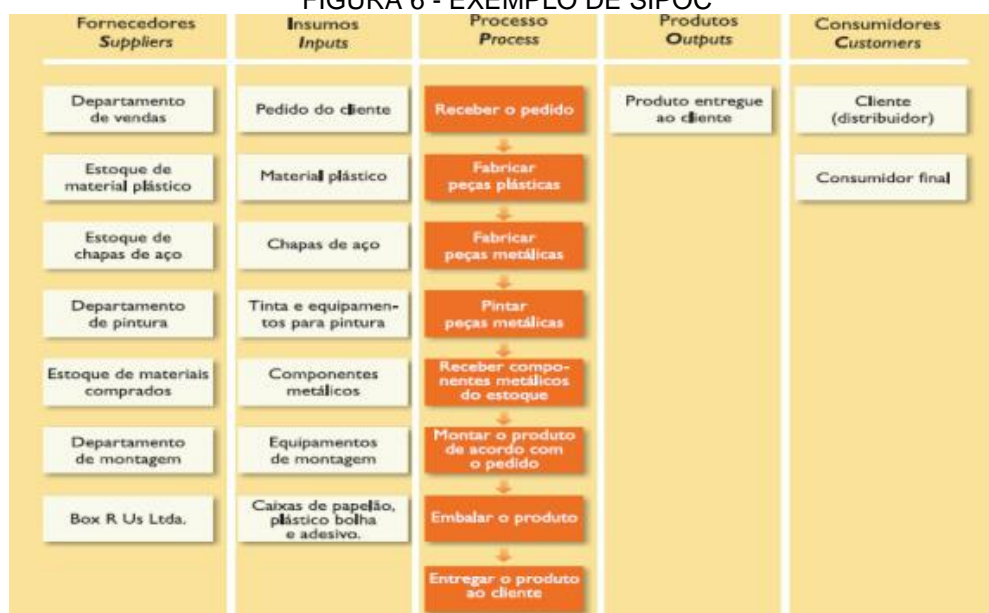 FIGURA 6 - EXEMPLO DE SIPOC
Fornecedores
Suppliers
Insumos
Inputs
Processo
Process
Produtos
Outputs
Consumidores
Customers
Departamento
de vendas
Pedido do cliente
Receber o pedido
Produto entregue
ao cliente
Cliente
(distribuidor)
Estoque de
material plástico
Material plástico
Fabricar
peças plásticas
Consumidor final
Estoque de
chapas de aço
Chapas de aço
Fabricar
peças metálicas
Departamento
de pintura
Tinta e equipamen-
tos para pintura
Pintar
peças metálicas
Estoque de materiais
comprados
Componentes
metálicos
Receber compo-
nentes metálicos
do estoque
Departamento
de montagem
Equipamentos
de montagem
Montar o produto
de acordo com
o pedido
Box R Us Ltda.
Caixas de papelão,
plástico bolha
e adesivo.
Embalar o produto
Entregar o produto
ao cliente